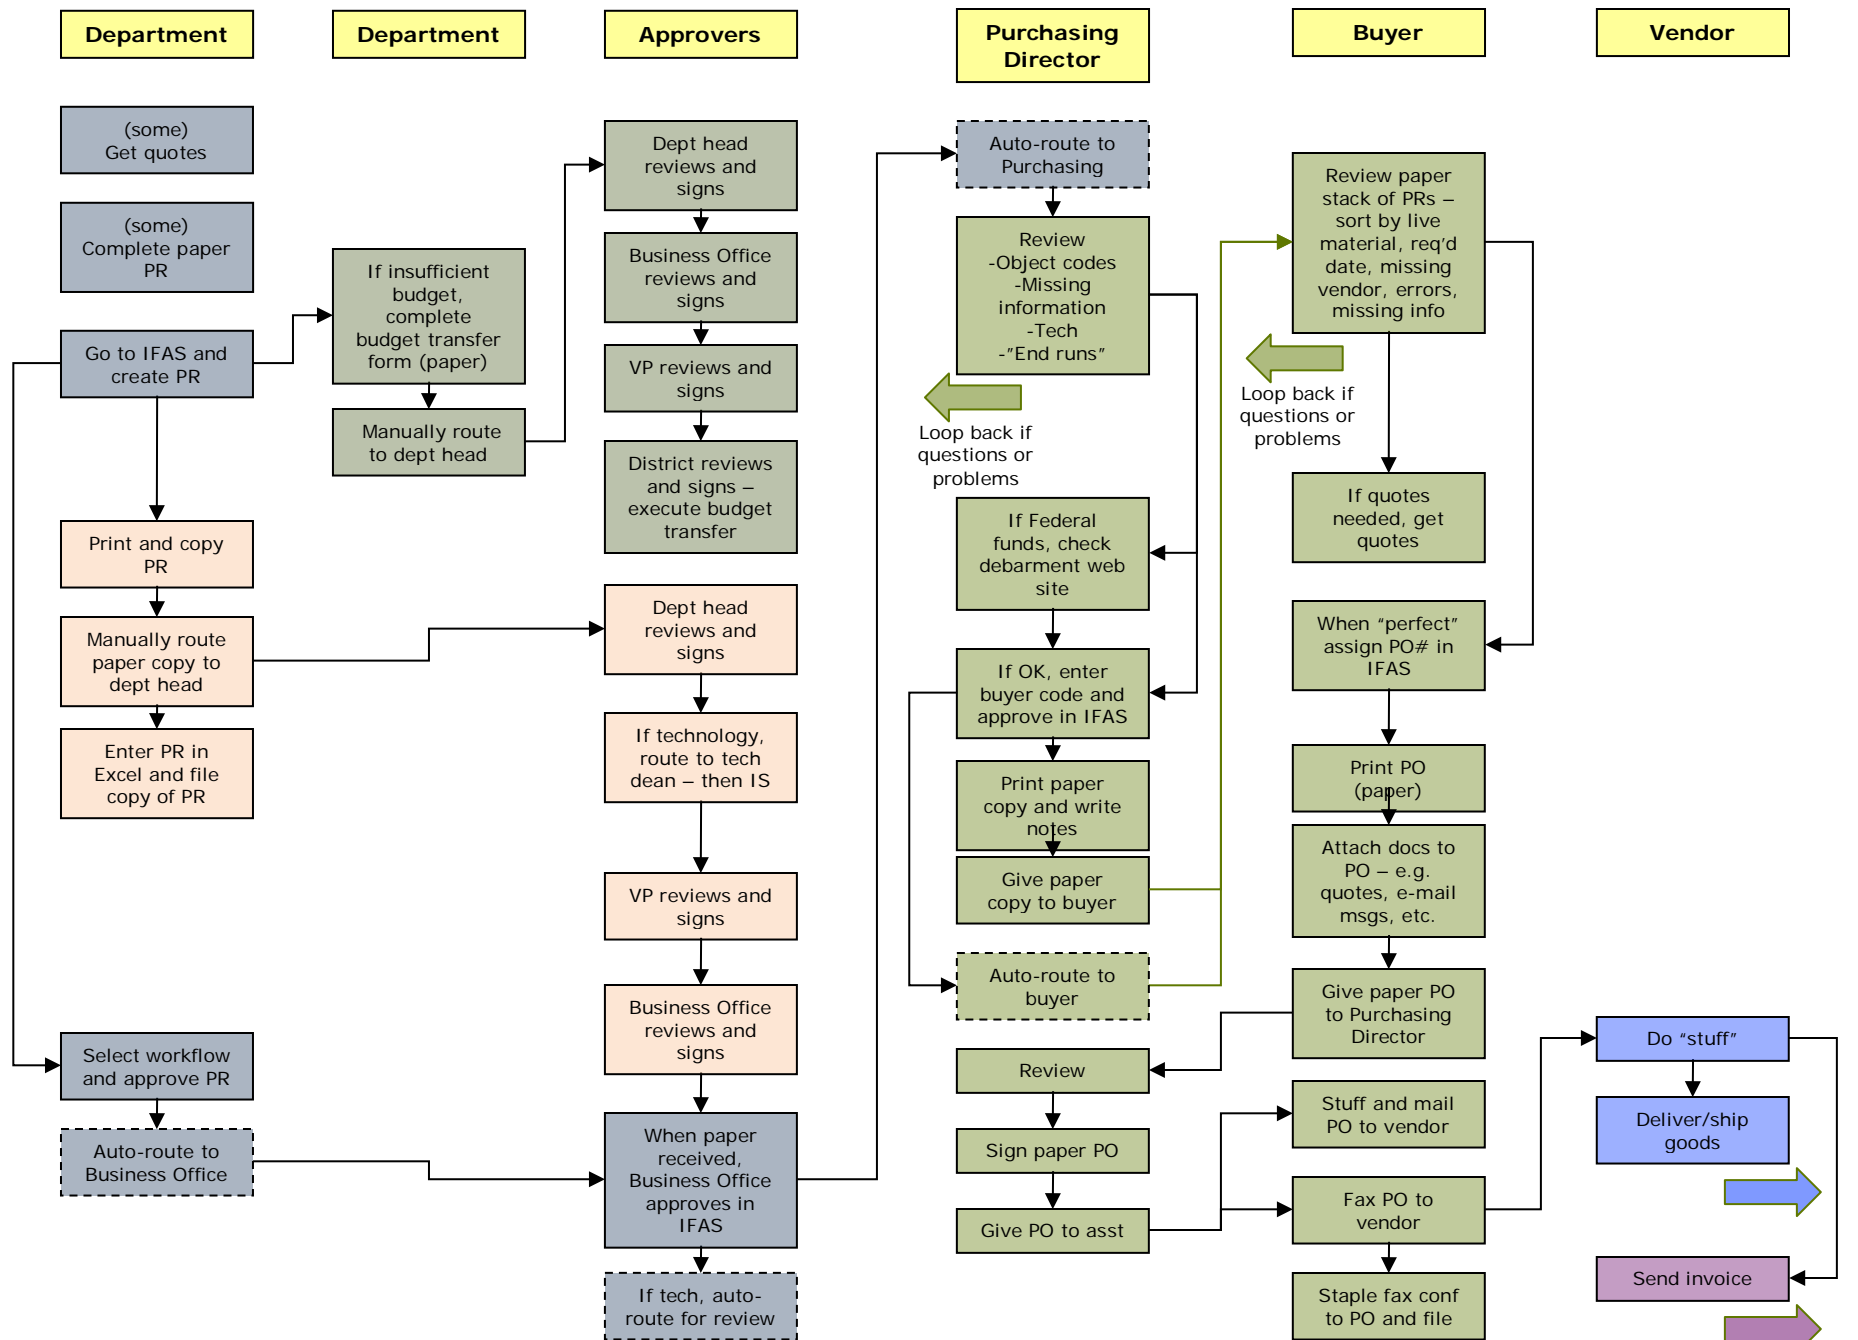 Department
Department
Approvers
Purchasing
Director
Buyer
Vendor
(some)
Get quotes
(some)
Complete paper
PR
Go to IFAS and
create PR
Print and copy
PR
Manually route
paper copy to
dept head
Enter PR in
Excel and file
copy of PR
Select workflow
and approve PR
Auto-route to
Business Office
If insufficient
budget,
complete
budget transfer
form (paper)
Manually route
to dept head
Dept head
reviews and
signs
Business Office
reviews and
signs
VP reviews and
signs
District reviews
and signs –
execute budget
transfer
Dept head
reviews and
signs
If technology,
route to tech
dean – then IS
VP reviews and
signs
Business Office
reviews and
signs
When paper
received,
Business Office
approves in
IFAS
If tech, auto-
route for review
Auto-route to
Purchasing
Review
-Object codes
-Missing
information
-Tech
-”End runs”
Loop back if
questions or
problems
If Federal
funds, check
debarment web
site
If OK, enter
buyer code and
approve in IFAS
Print paper
copy and write
notes
Give paper
copy to buyer
Auto-route to
buyer
Review
Sign paper PO
Give PO to asst
Review paper
stack of PRs –
sort by live
material, req’d
date, missing
vendor, errors,
missing info
Loop back if
questions or
problems
If quotes
needed, get
quotes
When “perfect”
assign PO# in
IFAS
Print PO
(paper)
Attach docs to
PO – e.g.
quotes, e-mail
msgs, etc.
Give paper PO
to Purchasing
Director
Stuff and mail
PO to vendor
Fax PO to
vendor
Staple fax conf
to PO and file
Do “stuff”
Deliver/ship
goods
Send invoice